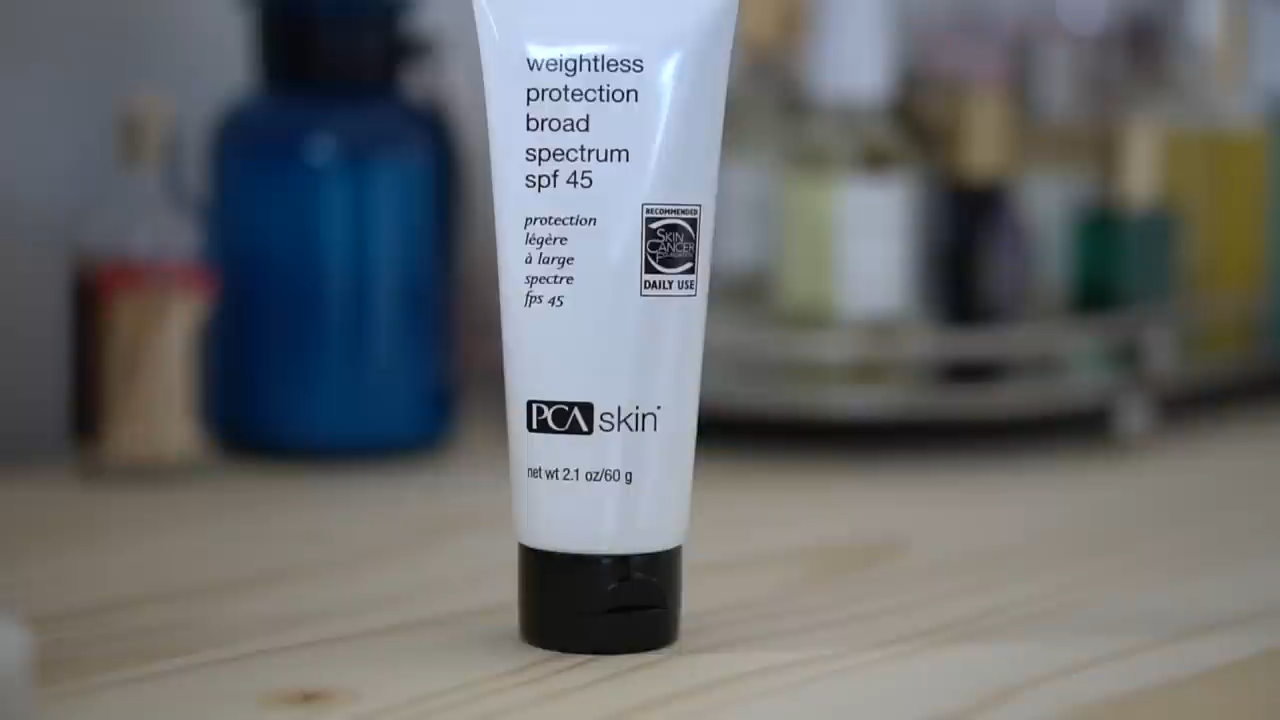 weightless
protection
broad
spectrum
spf 45
protection
légère
à large
spectre
fps 45
RECOMMENDED
SKIN
CANCER
FOUNDATION
DAILY USE
PCA skin
net wt 2.1 oz/60 g